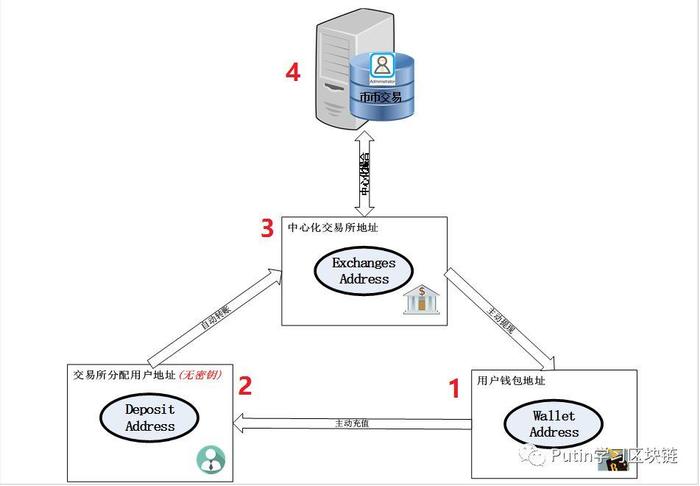 4
Administrator
币币交易
中心化撮合
3
中心化交易所地址
Exchanges
Address
自动转账
主动提现
交易所分配用户地址(无密钥)
2
Deposit
Address
主动充值
1
用户钱包地址
Wallet
Address
Putin学习区块链